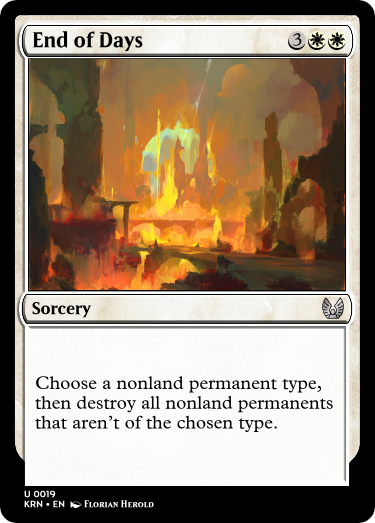 End of Days 3
Sorcery
Choose a nonland permanent type,
then destroy all nonland permanents
that aren't of the chosen type.
U 0019
KRN • EN Florian Herold